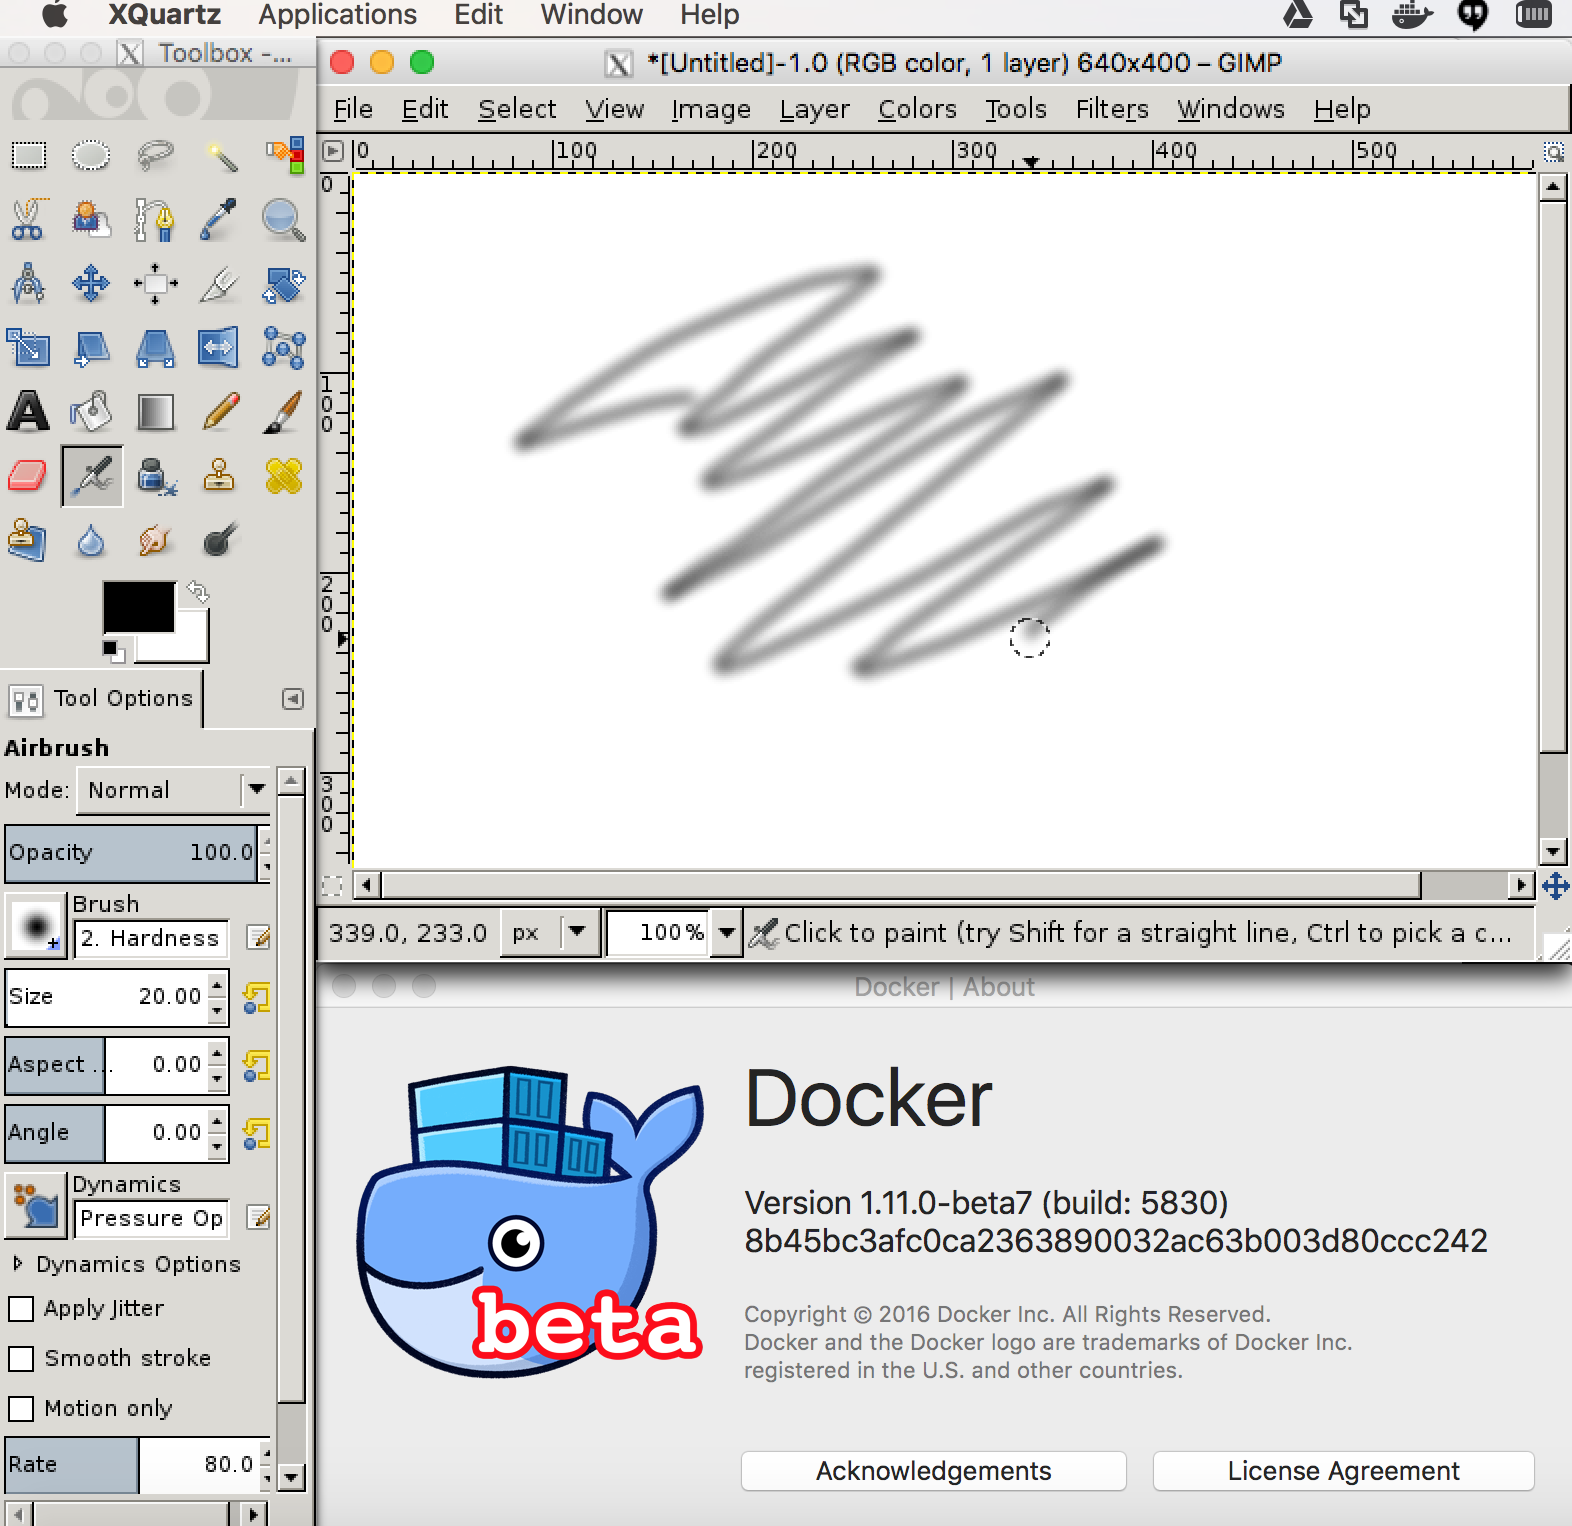 XQuartz Applications Edit Window Help
Toolbox -...
*[Untitled]-1.0 (RGB color, 1 layer) 640x400 – GIMP
File Edit Select View Image Layer Colors Tools Filters Windows Help
0 100 200 300 400 500
0
100
200
300
Tool Options
Airbrush
Mode: Normal
Opacity 100.0
Brush
2. Hardness
Size 20.00
Aspect ... 0.00
Angle 0.00
Dynamics
Pressure Op
Dynamics Options
Apply Jitter
Smooth stroke
Motion only
Rate 80.0
339.0, 233.0 px 100% Click to paint (try Shift for a straight line, Ctrl to pick a c...
Docker | About
beta
Docker
Version 1.11.0-beta7 (build: 5830)
8b45bc3afc0ca2363890032ac63b003d80ccc242
Copyright © 2016 Docker Inc. All Rights Reserved.
Docker and the Docker logo are trademarks of Docker Inc.
registered in the U.S. and other countries.
Acknowledgements License Agreement